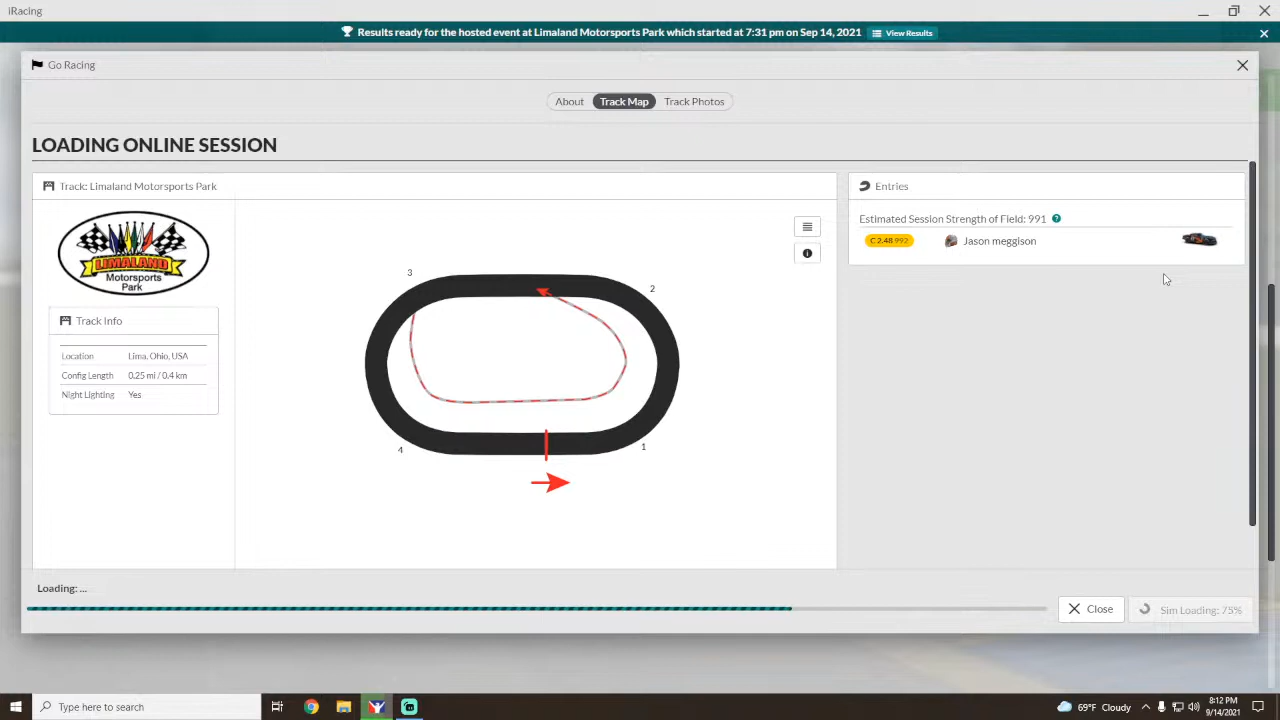 iRacing
Results ready for the hosted event at Limaland Motorsports Park which started at 7:31 pm on Sep 14, 2021
View Results
Go Racing
About
Track Map
Track Photos
LOADING ONLINE SESSION
Track: Limaland Motorsports Park
LIMALAND
Motorsports
Park
Track Info
Location Lima. Ohio, USA
Config Length 0.25 mi / 0.4 km
Night Lighting Yes
3
2
4
1
Entries
Estimated Session Strength of Field: 991
C 2.48 992 Jason meggison
Loading: ...
Close
Sim Loading: 75%
Type here to search
69°F Cloudy
8:12 PM
9/14/2021